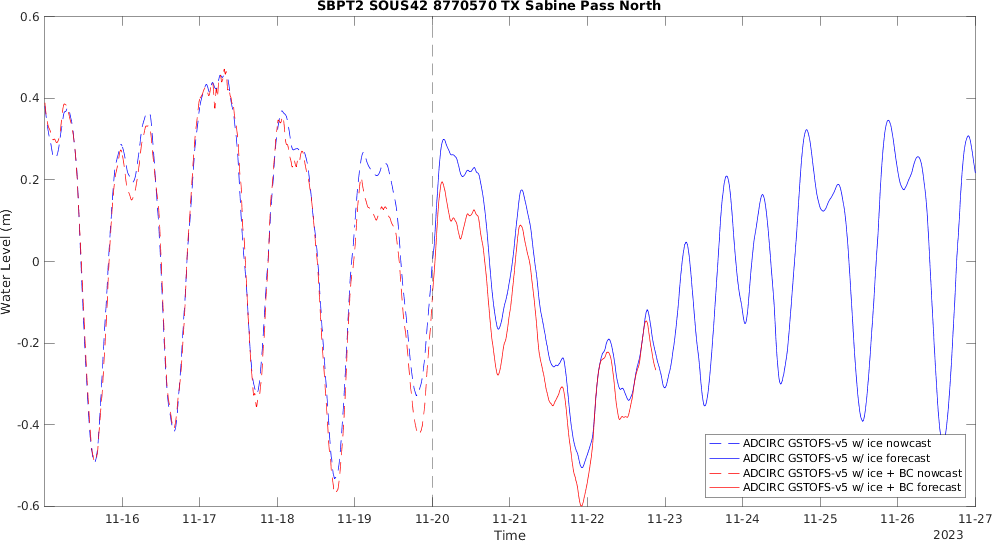 SBPT2 SOUS42 8770570 TX Sabine Pass North
0.6
0.4
0.2
0
-0.2
-0.4
-0.6
Water Level (m)
11-16
11-17
11-18
11-19
11-20
11-21
11-22
11-23
11-24
11-25
11-26
11-27
Time
2023
ADCIRC GSTOFS-v5 w/ ice nowcast
ADCIRC GSTOFS-v5 w/ ice forecast
ADCIRC GSTOFS-v5 w/ ice + BC nowcast
ADCIRC GSTOFS-v5 w/ ice + BC forecast